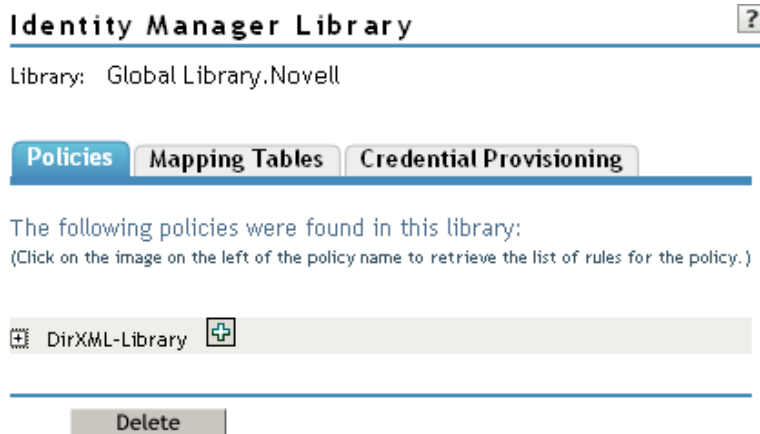 Identity Manager Library
?
Library: Global Library.Novell
Policies Mapping Tables Credential Provisioning
The following policies were found in this library:
(Click on the image on the left of the policy name to retrieve the list of rules for the policy.)
DirXML-Library
Delete